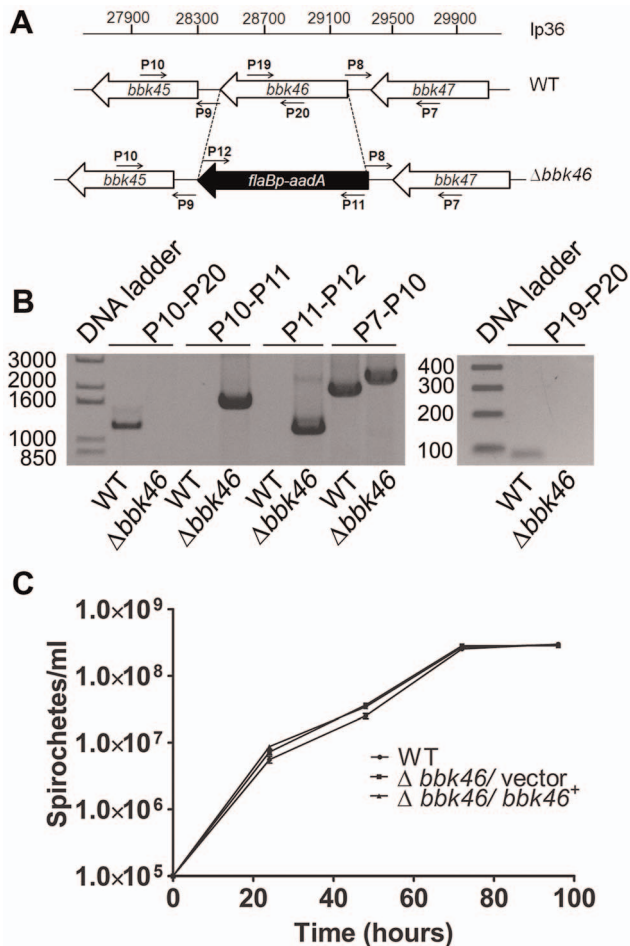 A
27900 28300 28700 29100 29500 29900
lp36
P10 P19 P8
bbk45 bbk46 bbk47
WT
P9 P20 P7
P10 P12 P8
bbk45 flaBp-aadA bbk47
Δbbk46
P9 P11 P7
B
DNA ladder P10-P20 P10-P11 P11-P12 P7-P10
3000
2000
1600
1000
850
WT Δbbk46 WT Δbbk46 WT Δbbk46 WT Δbbk46
DNA ladder P19-P20
400
300
200
100
WT Δbbk46
C
Spirochetes/ml
1.0×10⁹
1.0×10⁸
1.0×10⁷
1.0×10⁶
1.0×10⁵
WT
Δ bbk46/ vector
Δ bbk46/ bbk46⁺
0 20 40 60 80 100
Time (hours)